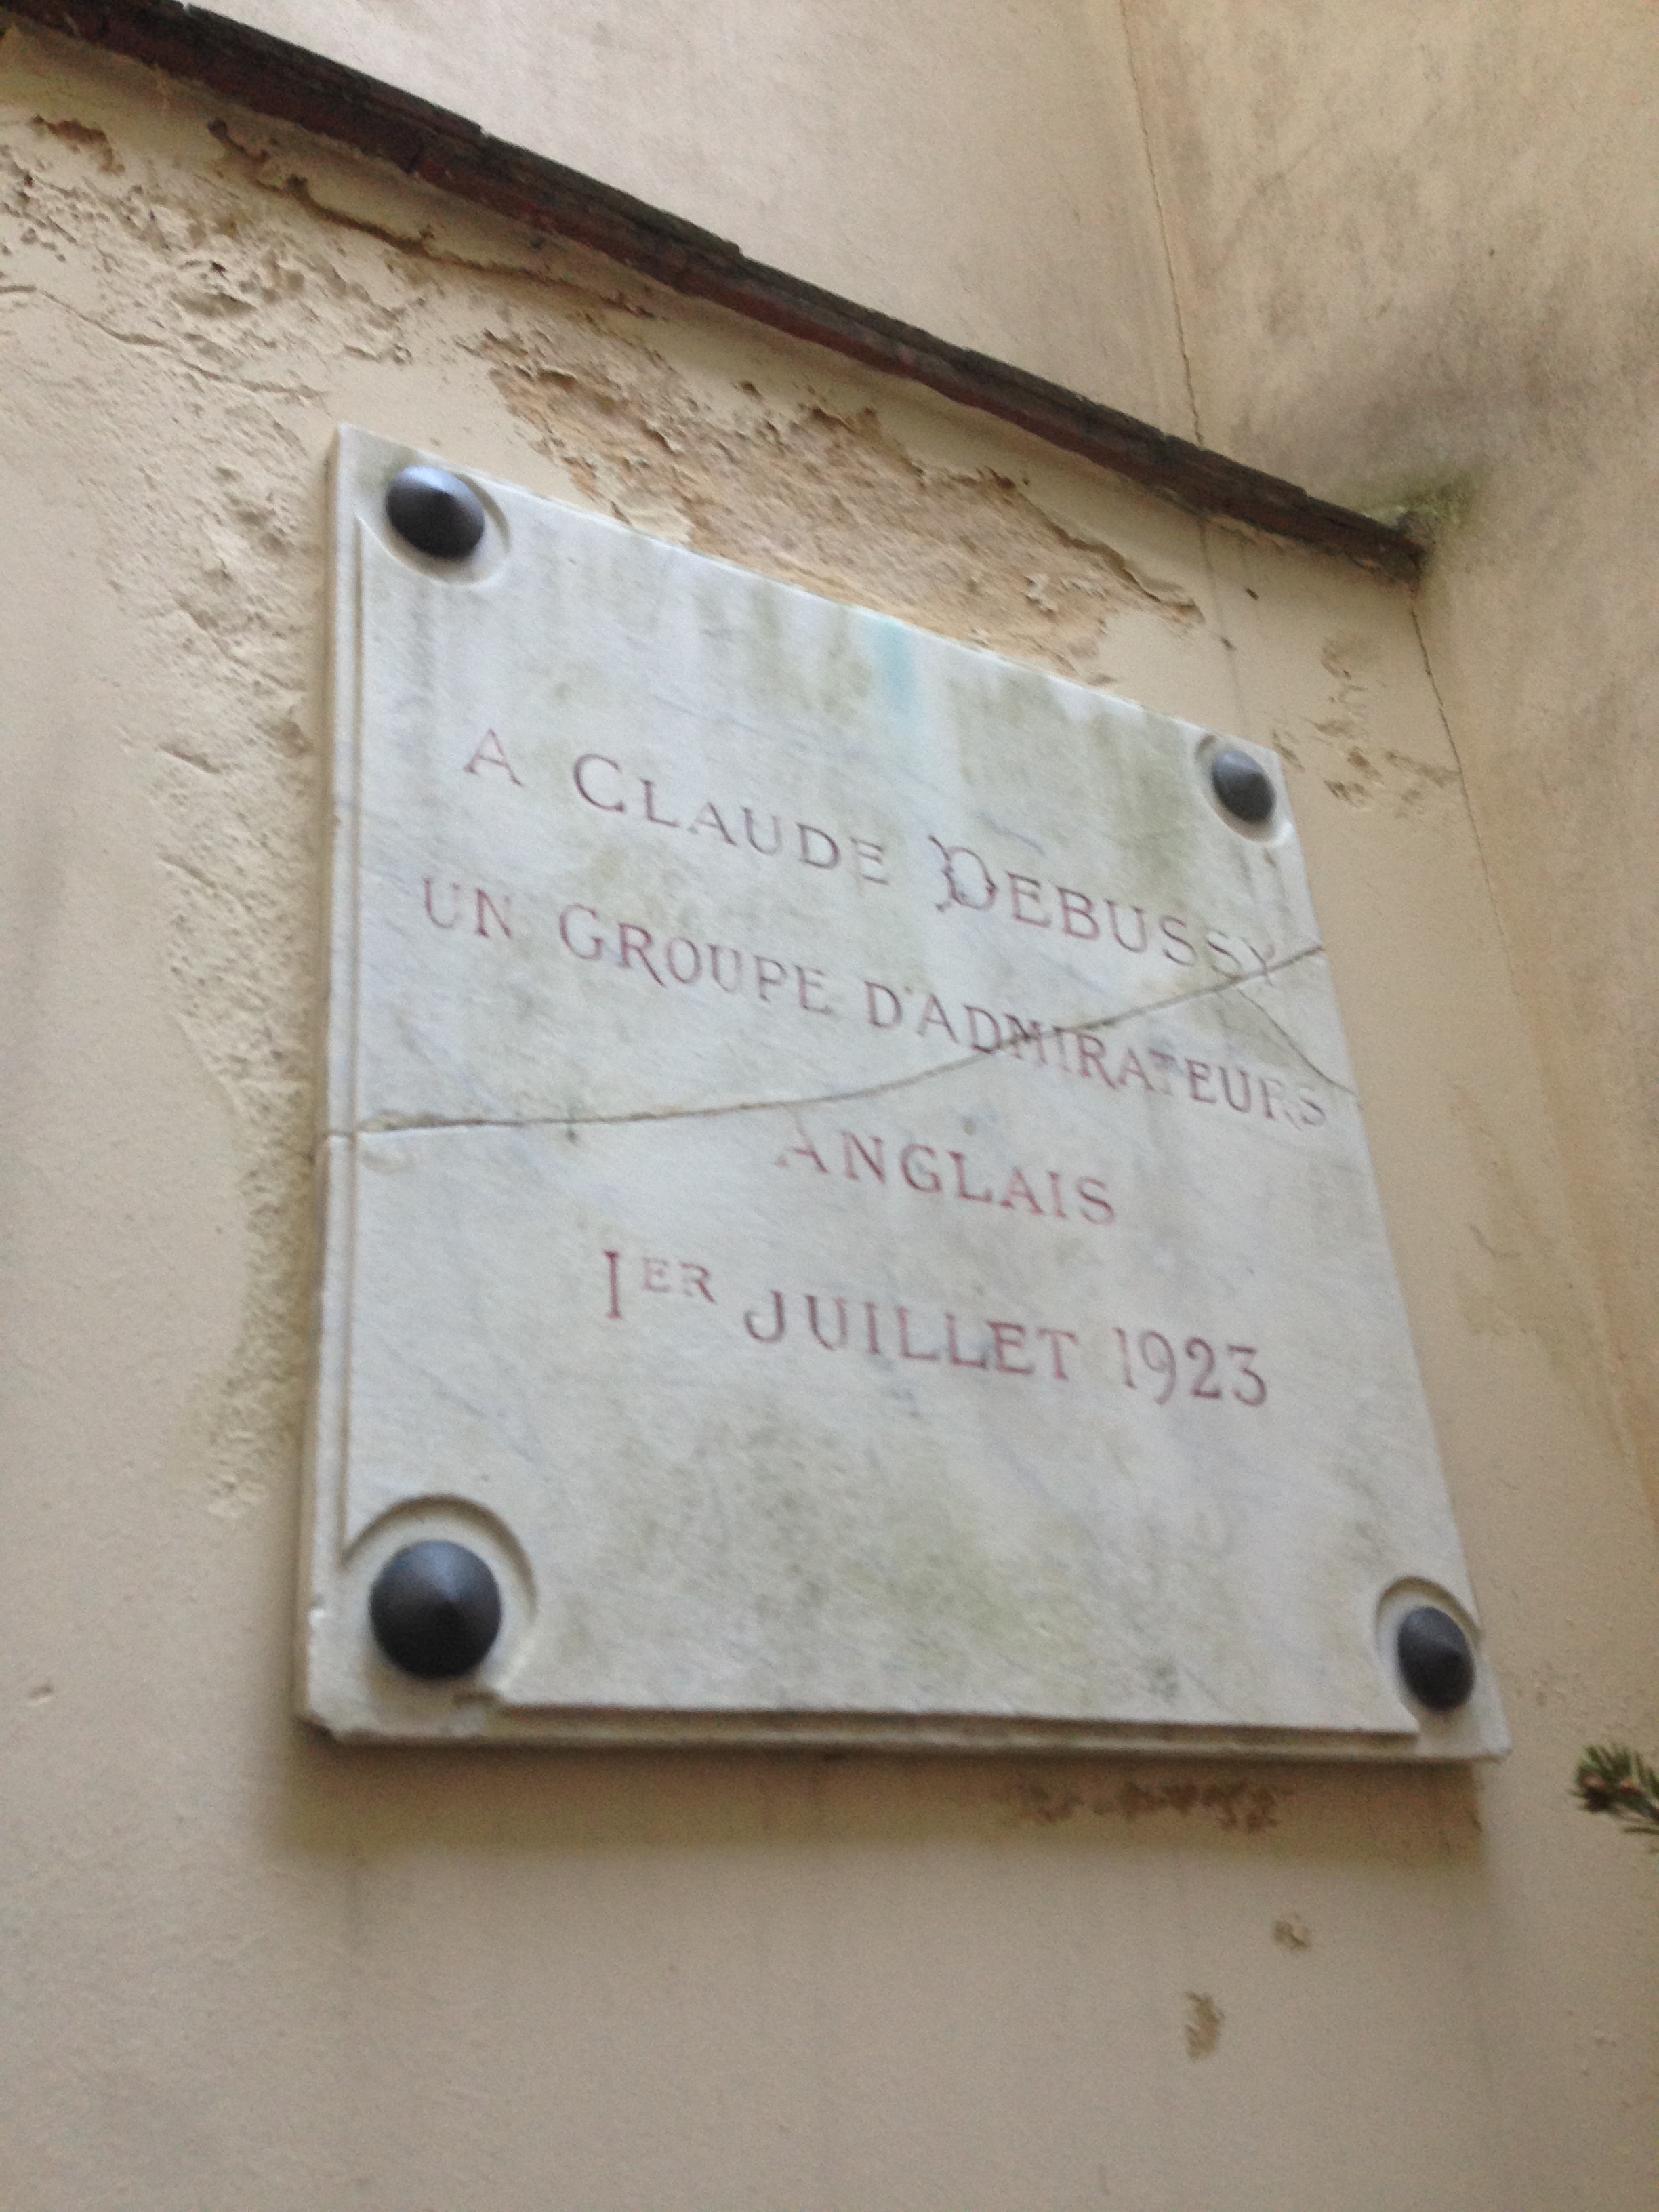 A CLAUDE DEBUSSY
UN GROUPE D'ADMIRATEURS
ANGLAIS
1ER JUILLET 1923